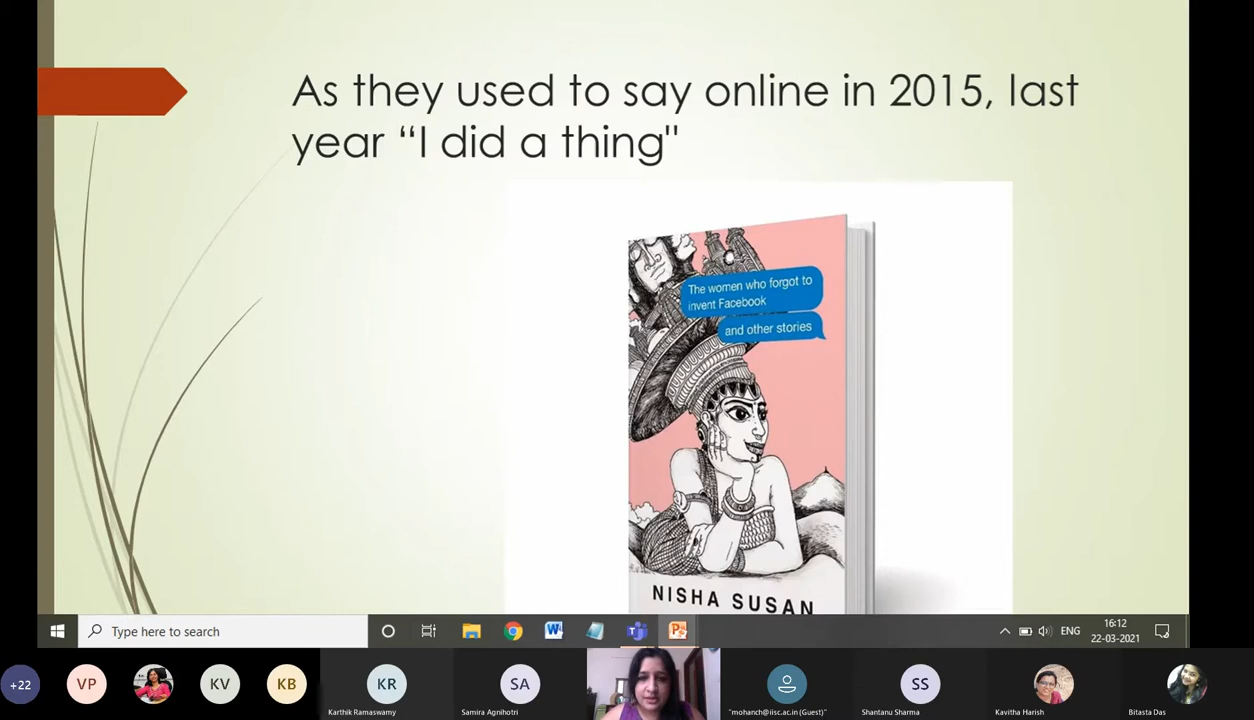 As they used to say online in 2015, last
year “I did a thing"
The women who forgot to
invent Facebook
and other stories
NISHA SUSAN
Type here to search
ENG
16:12
22-03-2021
+22
VP
KV
KB
KR
SA
SS
Karthik Ramaswamy
Samira Agnihotri
"mohanch@iisc.ac.in (Guest)"
Shantanu Sharma
Kavitha Harish
Bitasta Das